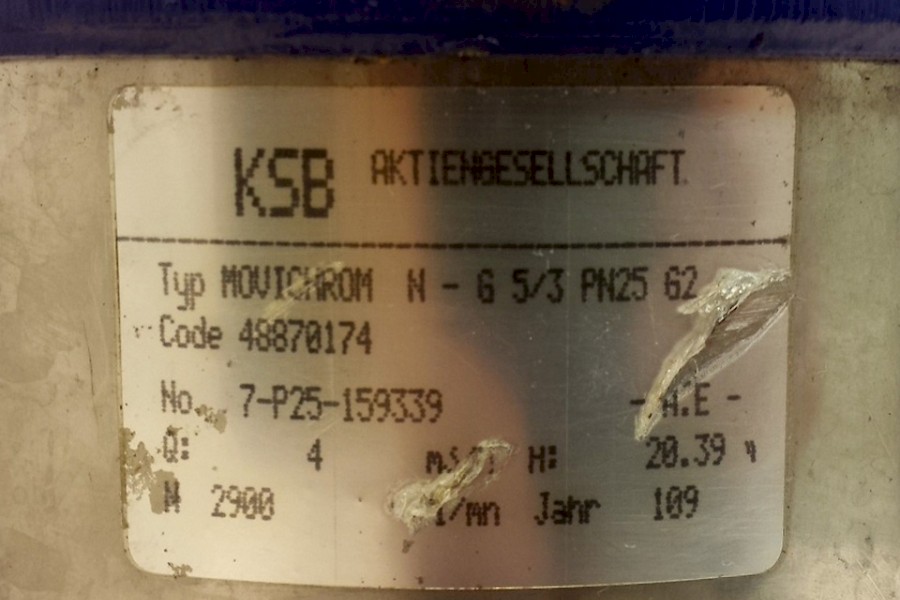 KSB AKTIENGESELLSCHAFT
Typ MOVICHROM N - G 5/3 PN25 G2
Code 48870174
No. 7-P25-159339 - A.E -
Q: 4 H: 20.39
N 2900 1/mn Jahr 109